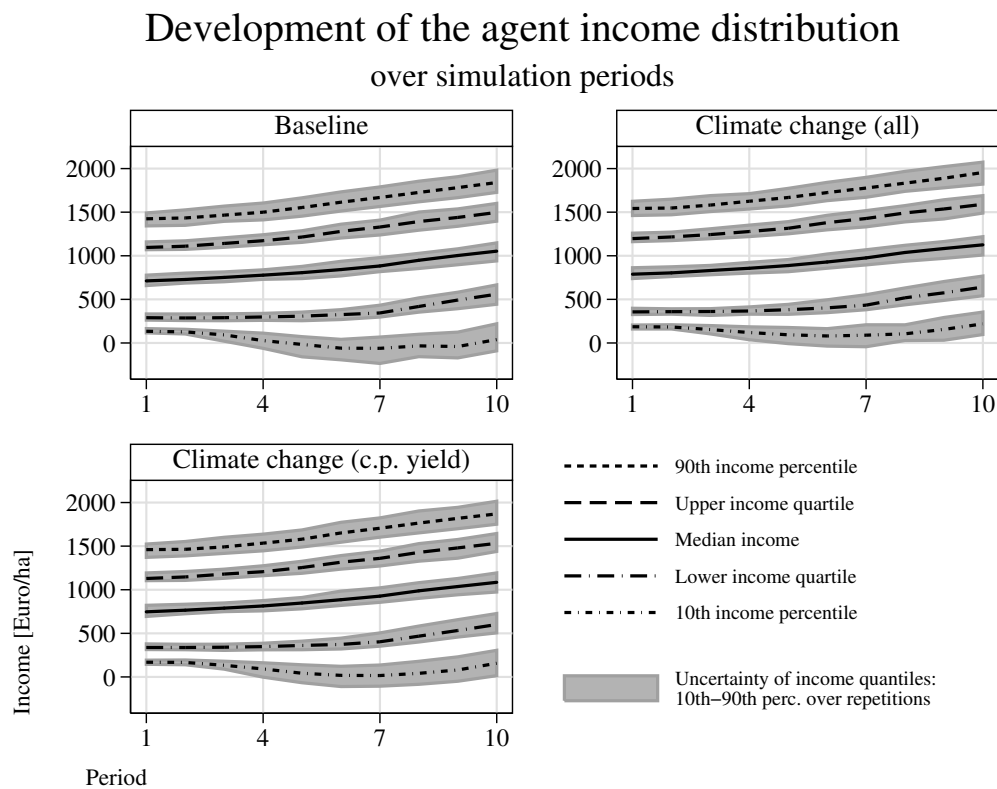 Development of the agent income distribution
over simulation periods
Baseline
Climate change (all)
2000
1500
1000
500
0
1 4 7 10
2000
1500
1000
500
0
1 4 7 10
Climate change (c.p. yield)
2000
1500
1000
500
0
1 4 7 10
Income [Euro/ha]
Period
90th income percentile
Upper income quartile
Median income
Lower income quartile
10th income percentile
Uncertainty of income quantiles:
10th−90th perc. over repetitions